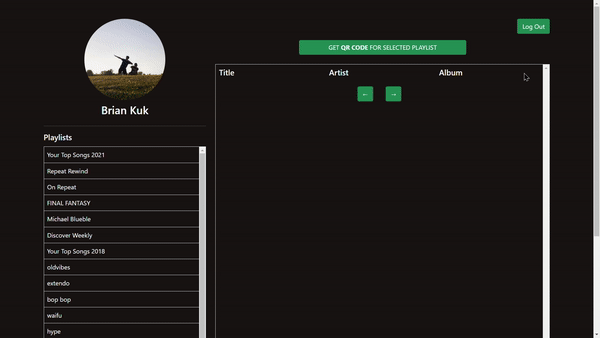 Log Out
GET QR CODE FOR SELECTED PLAYLIST
Brian Kuk
Title Artist Album
← →
Playlists
Your Top Songs 2021
Repeat Rewind
On Repeat
FINAL FANTASY
Michael Blueble
Discover Weekly
Your Top Songs 2018
oldvibes
extendo
bop bop
waifu
hype